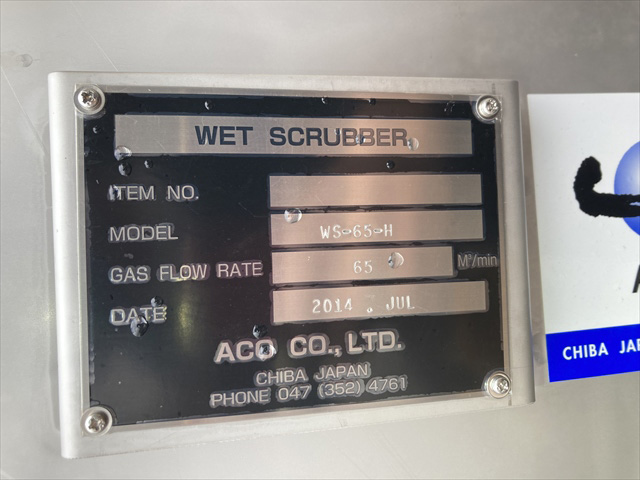 WET SCRUBBER
ITEM NO.
MODEL WS-65-H
GAS FLOW RATE 65 M³/min
DATE 2014 . JUL
ACO CO., LTD.
CHIBA JAPAN
PHONE 047 (352) 4761
CHIBA JAP